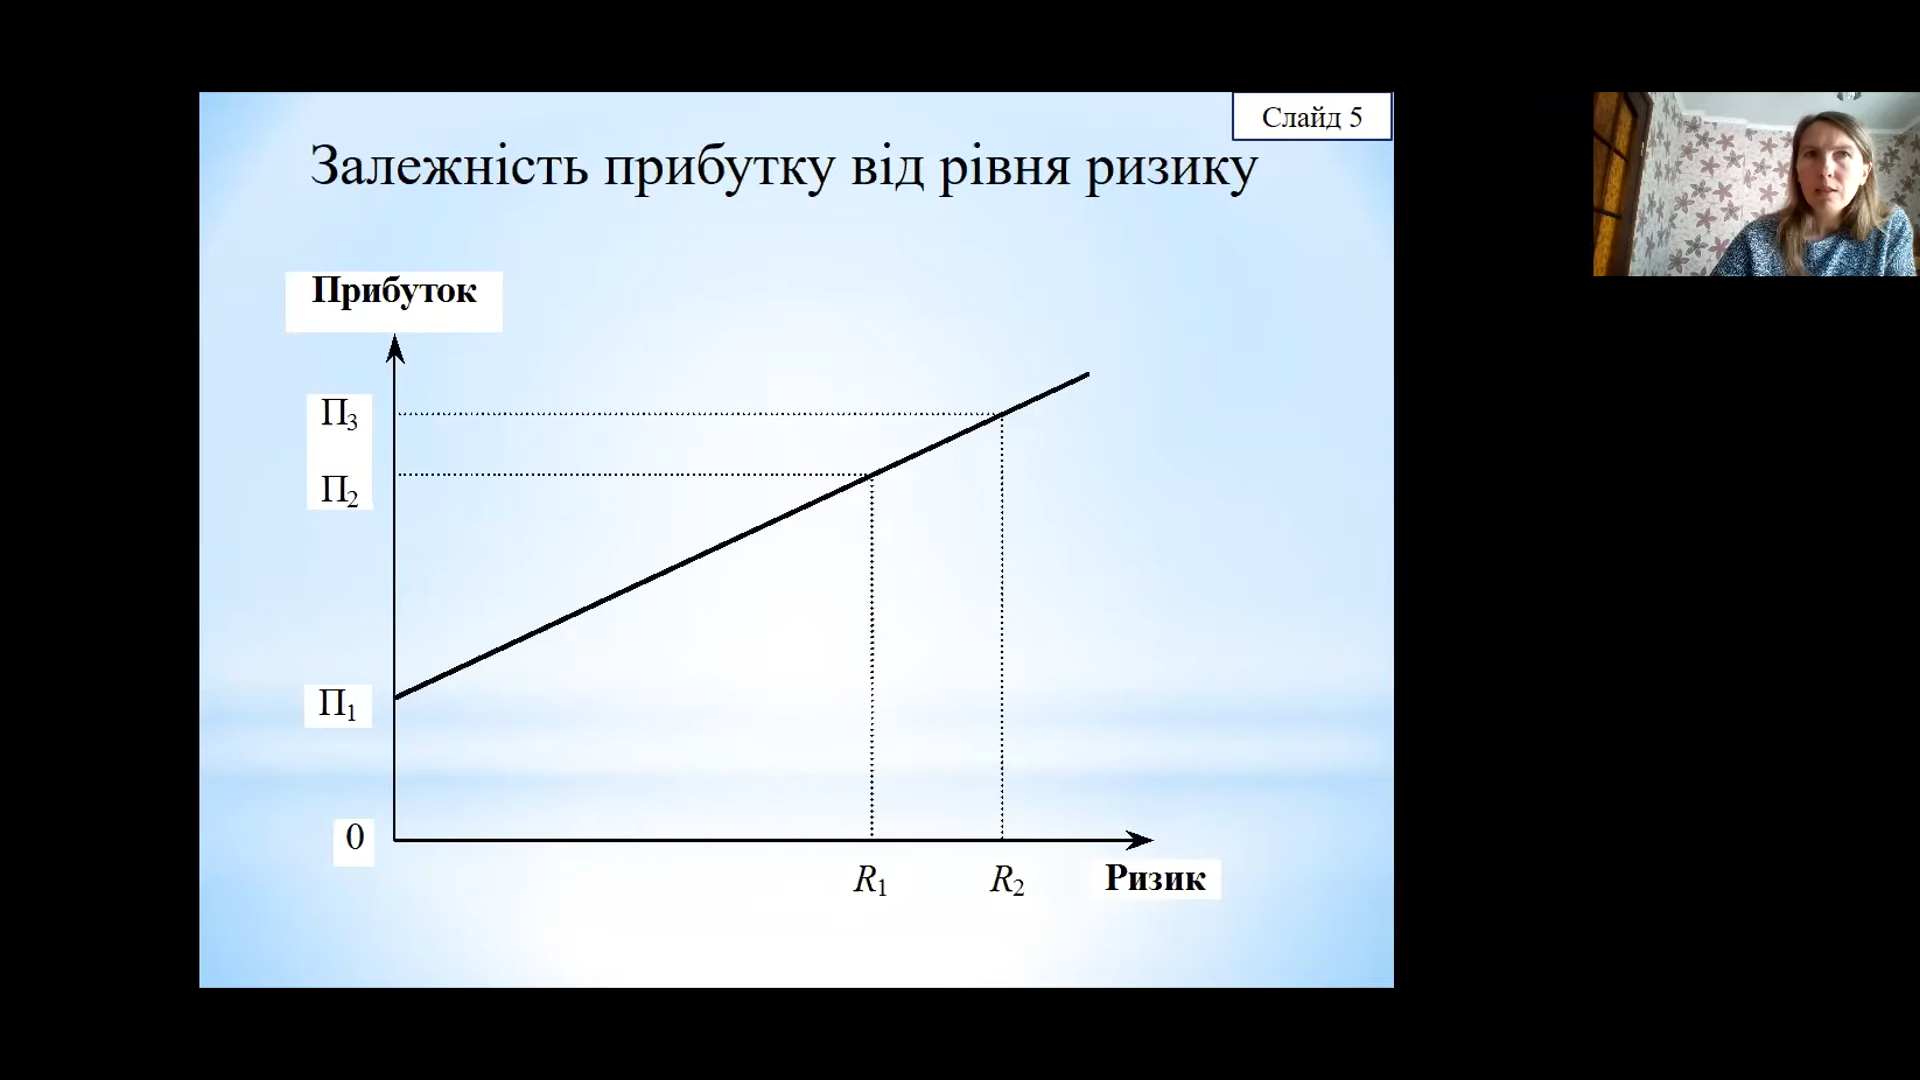 Слайд 5
Залежність прибутку від рівня ризику
Прибуток
П3
П2
П1
0
R1
R2
Ризик